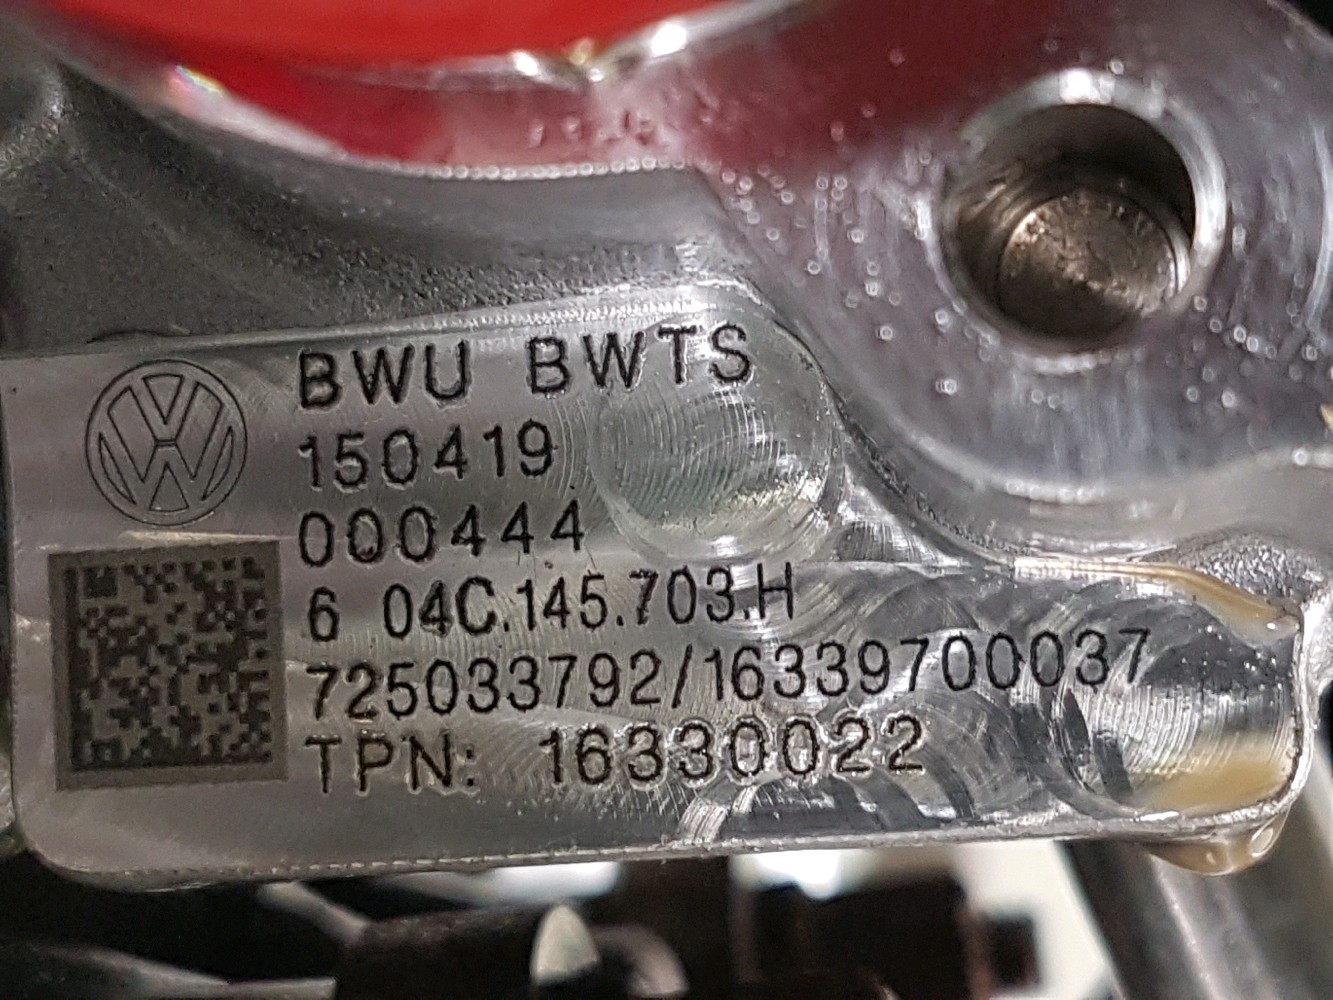 BWU BWTS
150419
000444
6 04C.145.703.H
725033792/16339700037
TPN: 16330022